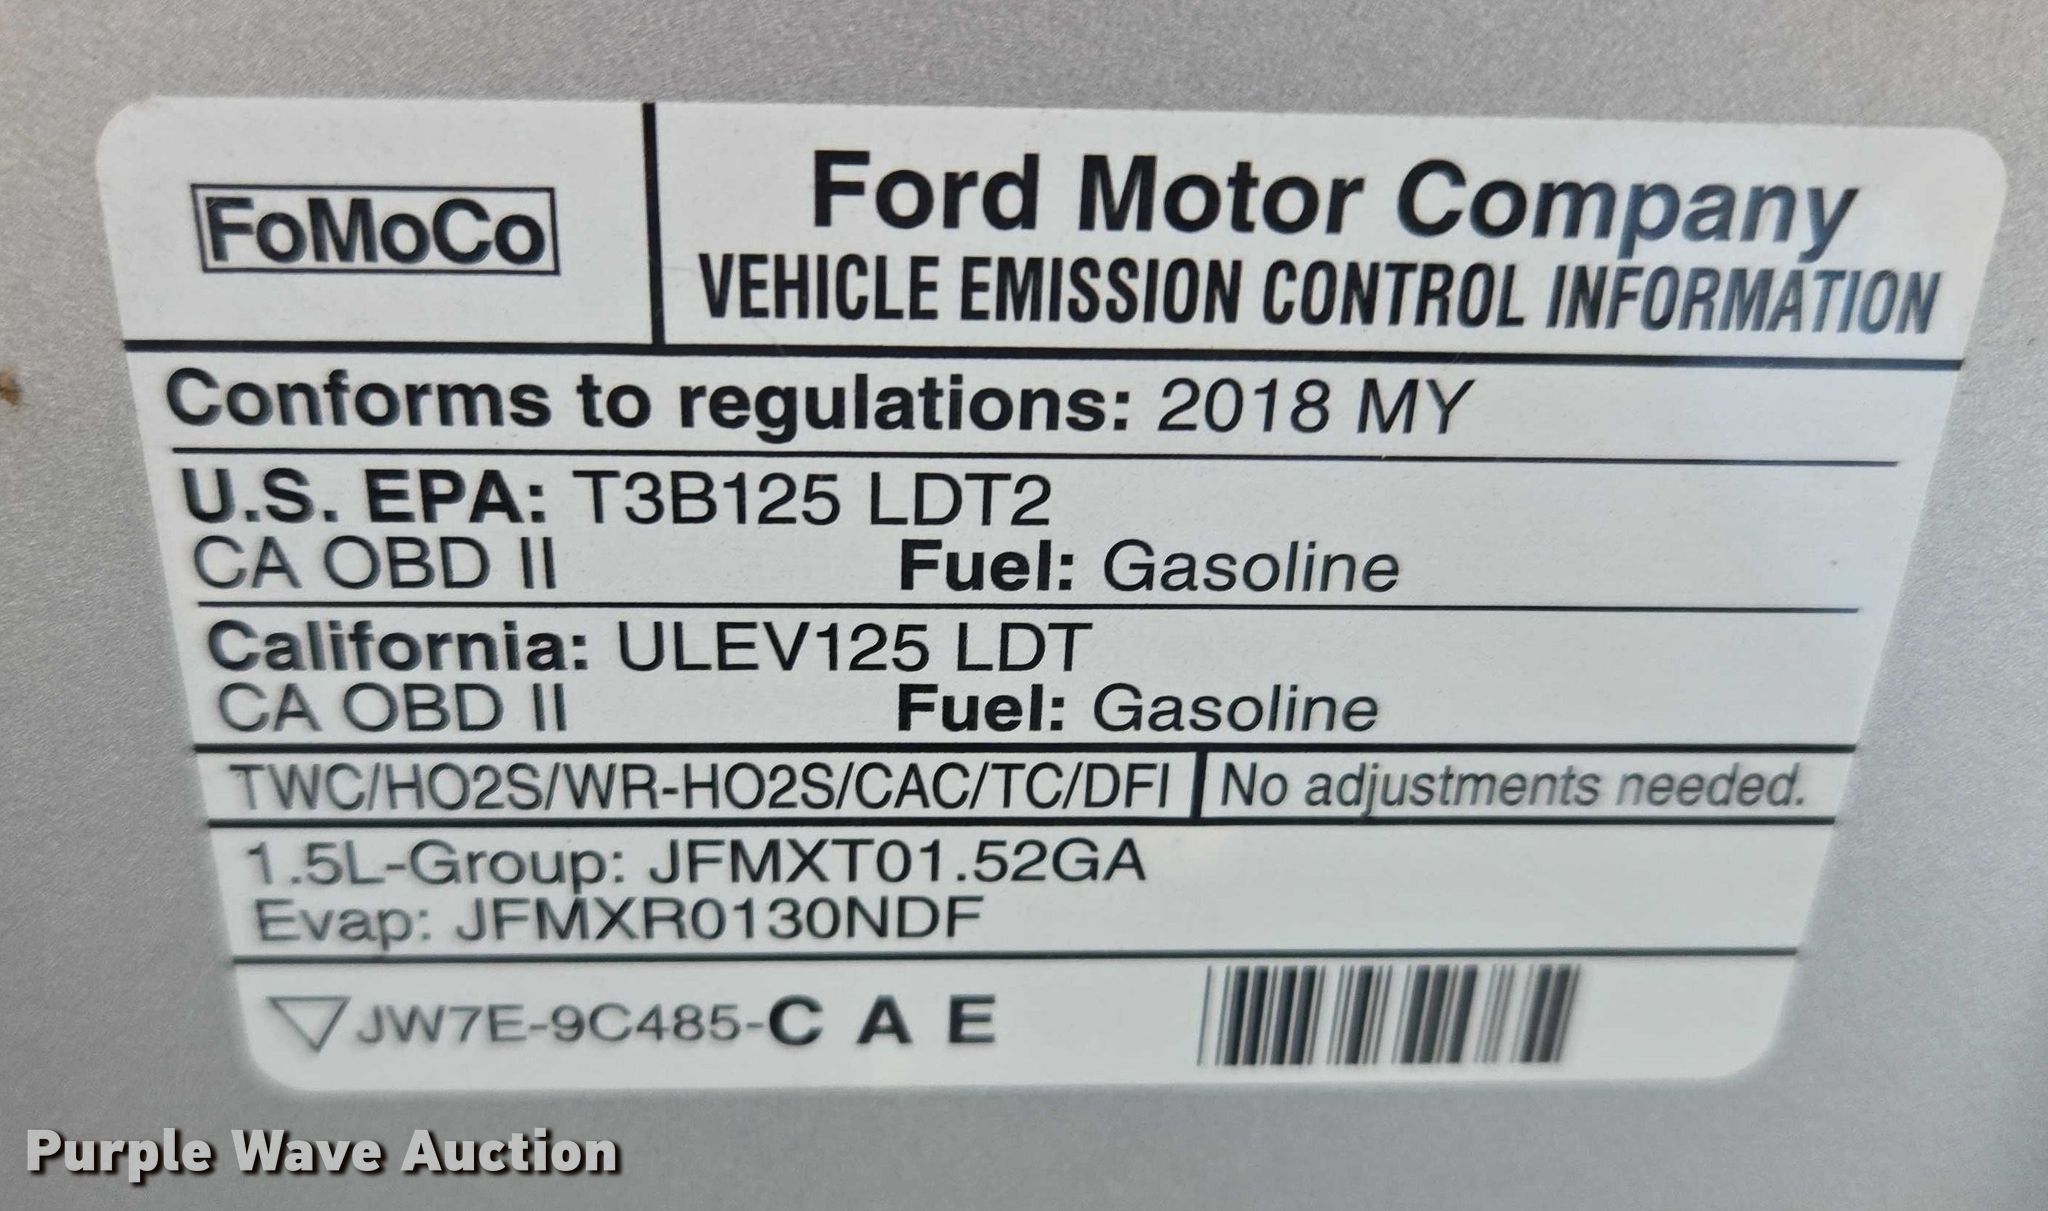 FoMoCo
Ford Motor Company
VEHICLE EMISSION CONTROL INFORMATION
Conforms to regulations: 2018 MY
U.S. EPA: T3B125 LDT2
CA OBD II Fuel: Gasoline
California: ULEV125 LDT
CA OBD II Fuel: Gasoline
TWC/HO2S/WR-HO2S/CAC/TC/DFI No adjustments needed.
1.5L-Group: JFMXT01.52GA
Evap: JFMXR0130NDF
JW7E-9C485-C A E
Purple Wave Auction